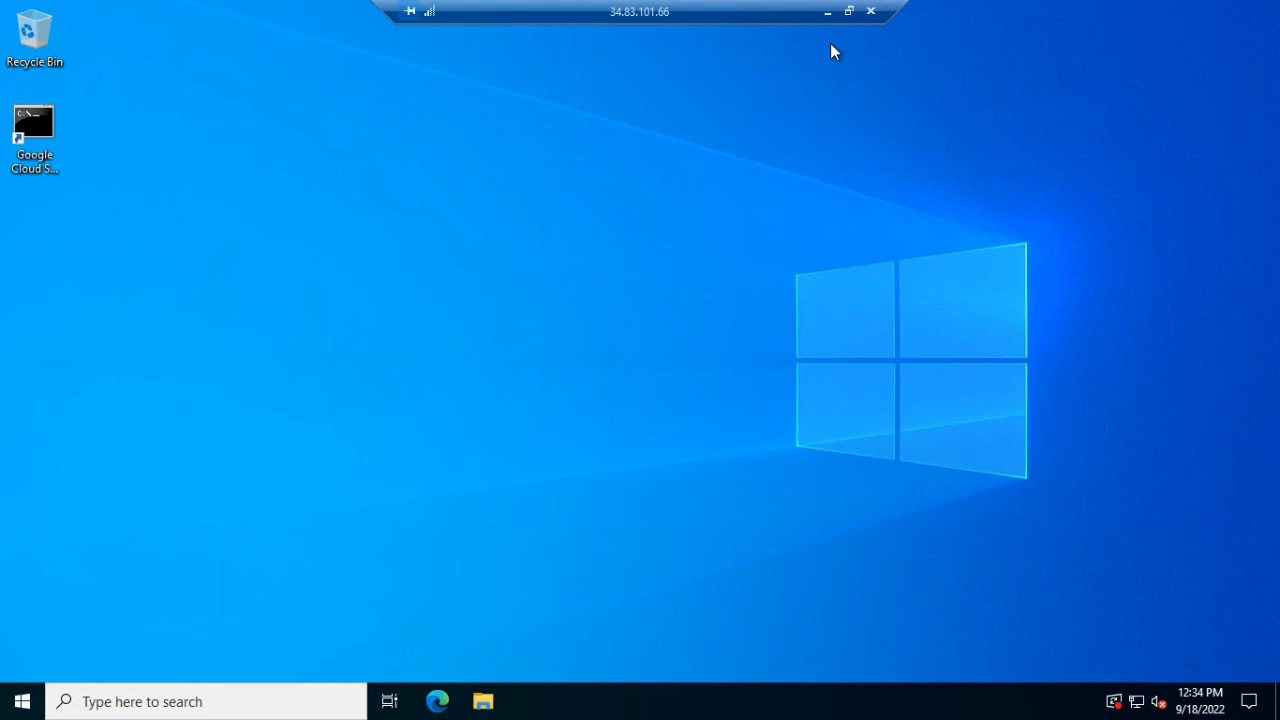 34.83.101.66
Recycle Bin
C:\
Google
Cloud S...
Type here to search
12:34 PM
9/18/2022